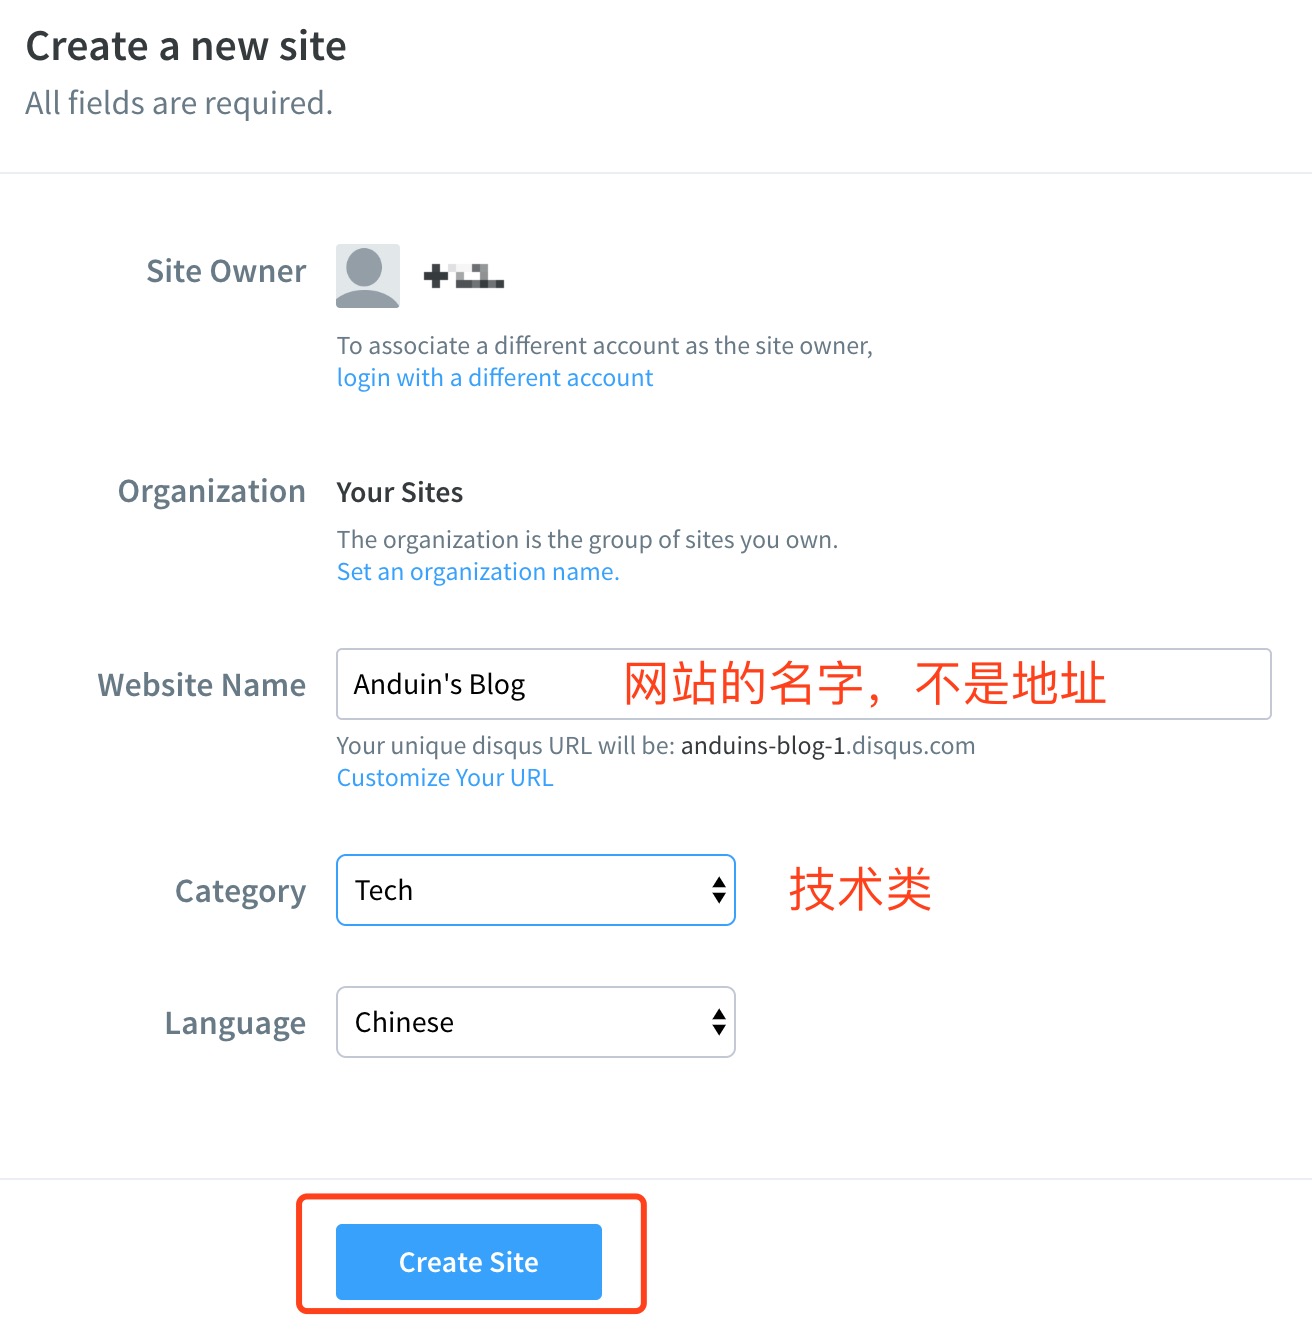 Create a new site
All fields are required.
Site Owner
To associate a different account as the site owner,
login with a different account
Organization
Your Sites
The organization is the group of sites you own.
Set an organization name.
Website Name
Anduin's Blog
网站的名字，不是地址
Your unique disqus URL will be: anduins-blog-1.disqus.com
Customize Your URL
Category
Tech
技术类
Language
Chinese
Create Site